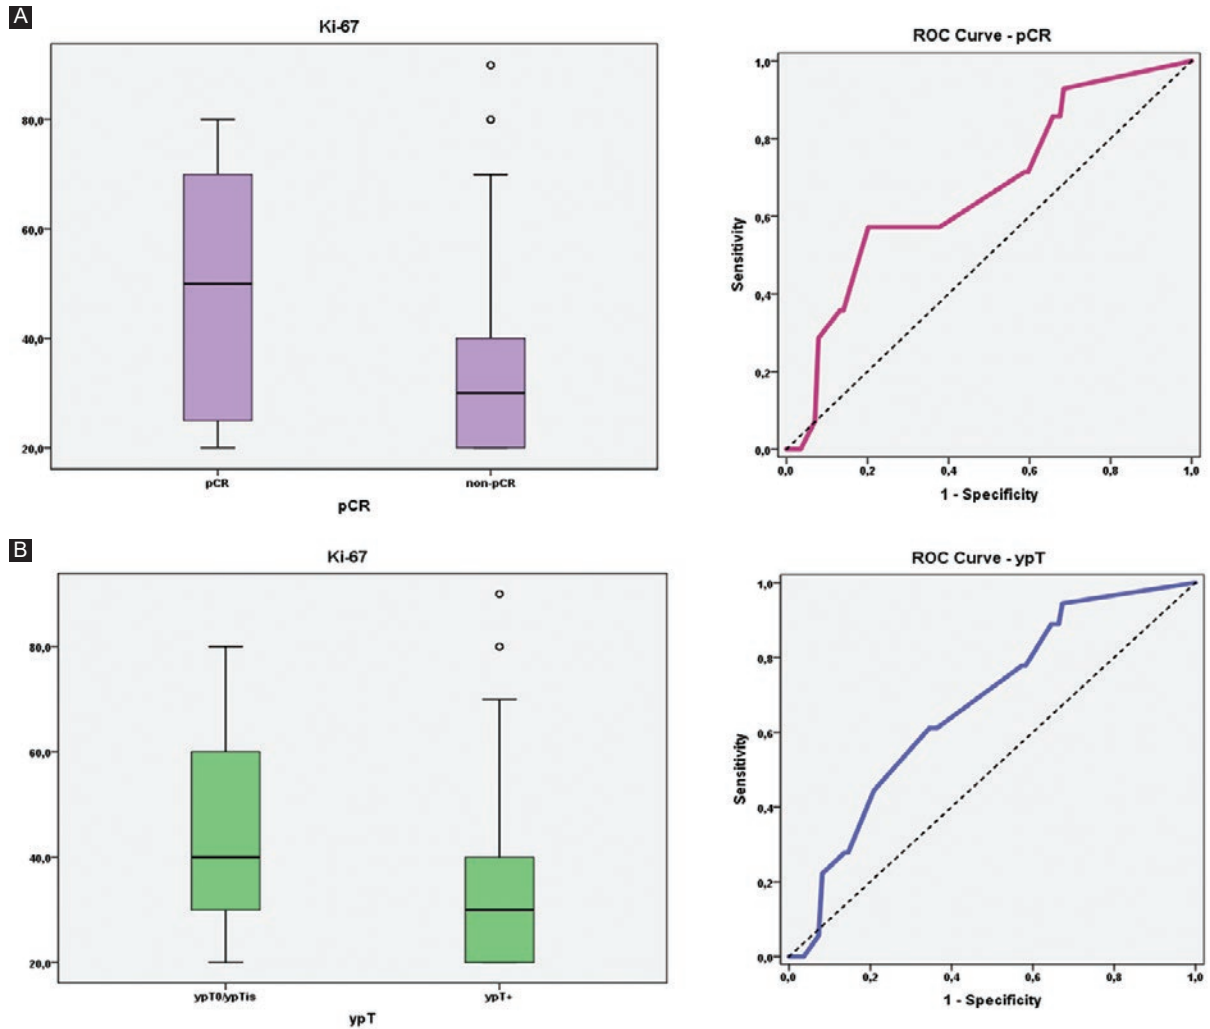 A
Ki-67
80,0
60,0
40,0
20,0
pCR
non-pCR
pCR
ROC Curve - pCR
1,0
0,8
0,6
0,4
0,2
0,0
Sensitivity
0,0
0,2
0,4
0,6
0,8
1,0
1 - Specificity
B
Ki-67
80,0
60,0
40,0
20,0
ypT0/ypTis
ypT+
ypT
ROC Curve - ypT
1,0
0,8
0,6
0,4
0,2
0,0
Sensitivity
0,0
0,2
0,4
0,6
0,8
1,0
1 - Specificity